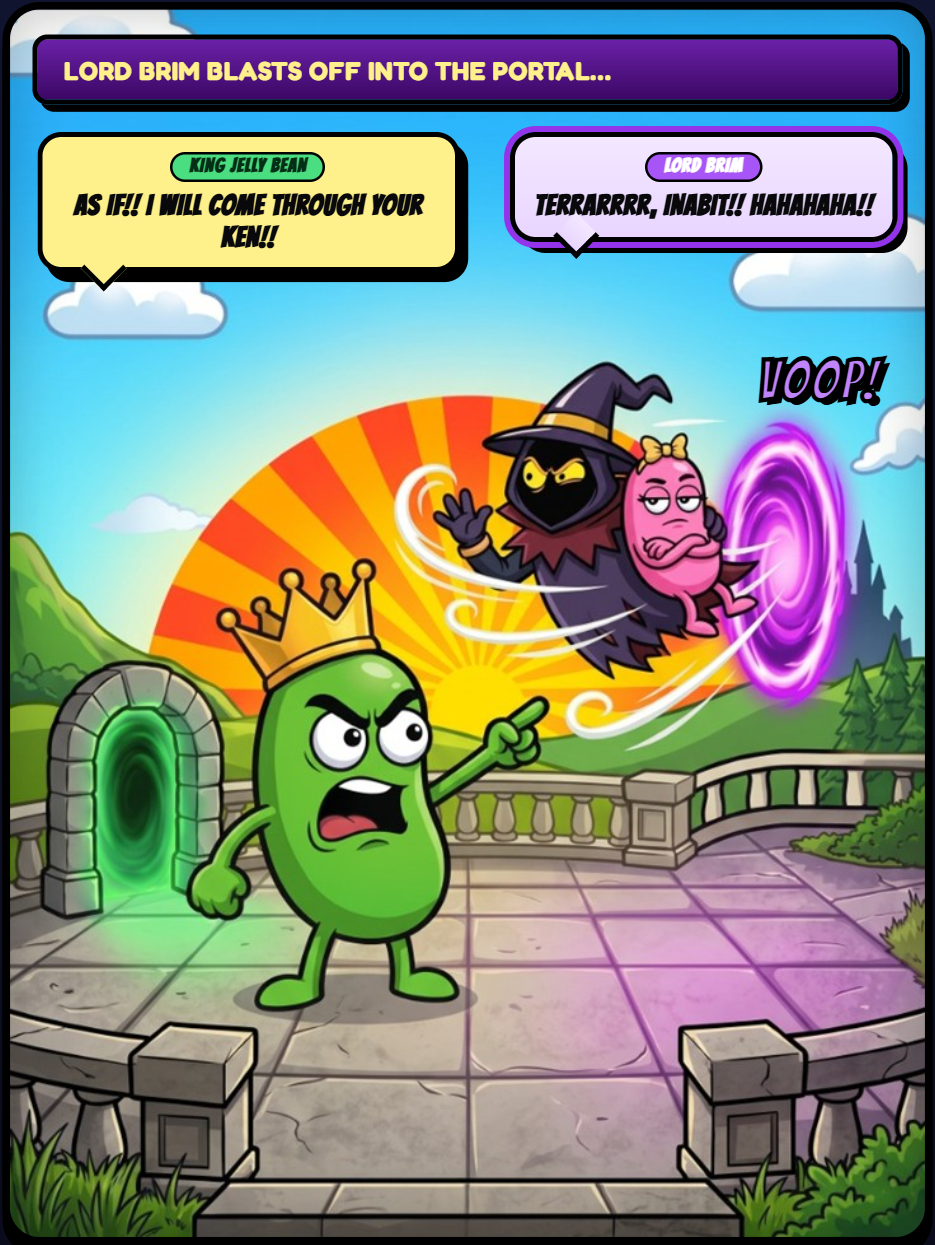 LORD BRIM BLASTS OFF INTO THE PORTAL...
KING JELLY BEAN
AS IF!! I WILL COME THROUGH YOUR
KEN!!
LORD BRIM
TERRARRRR, INABIT!! HAHAHAHA!!
VOOP!